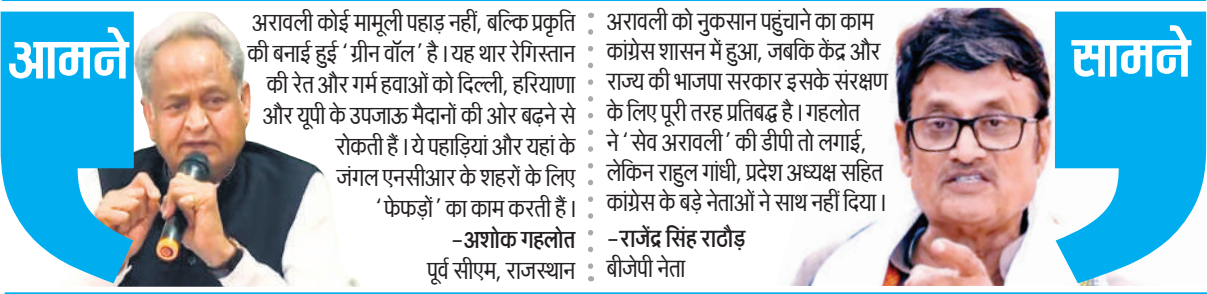 आमने
अरावली कोई मामूली पहाड़ नहीं, बल्कि प्रकृति
की बनाई हुई ‘ग्रीन वॉल’ है। यह थार रेगिस्तान
की रेत और गर्म हवाओं को दिल्ली, हरियाणा
और यूपी के उपजाऊ मैदानों की ओर बढ़ने से
रोकती हैं। ये पहाड़ियां और यहां के
जंगल एनसीआर के शहरों के लिए
‘फेफड़ों’ का काम करती हैं।
–अशोक गहलोत
पूर्व सीएम, राजस्थान
अरावली को नुकसान पहुंचाने का काम
कांग्रेस शासन में हुआ, जबकि केंद्र और
राज्य की भाजपा सरकार इसके संरक्षण
के लिए पूरी तरह प्रतिबद्ध है। गहलोत
ने ‘सेव अरावली’ की डीपी तो लगाई,
लेकिन राहुल गांधी, प्रदेश अध्यक्ष सहित
कांग्रेस के बड़े नेताओं ने साथ नहीं दिया।
–राजेंद्र सिंह राठौड़
बीजेपी नेता
सामने